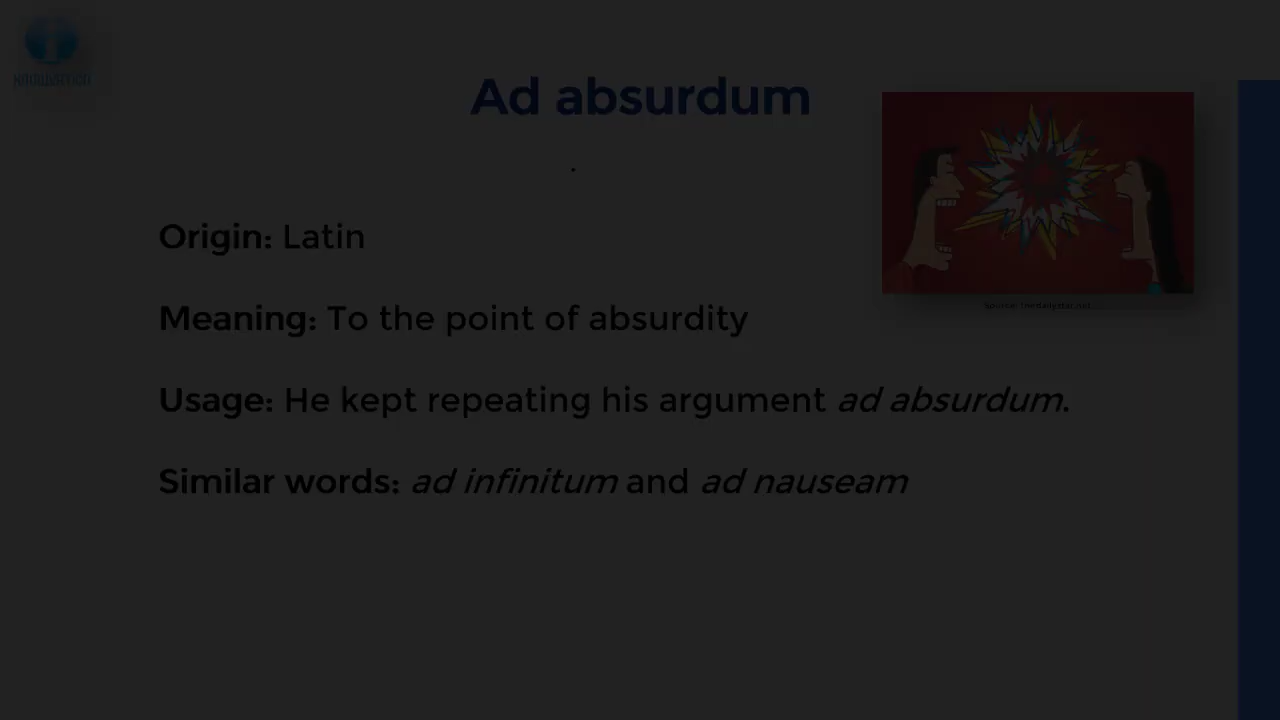 Ad absurdum
.
Origin: Latin
Meaning: To the point of absurdity
Usage: He kept repeating his argument ad absurdum.
Similar words: ad infinitum and ad nauseam